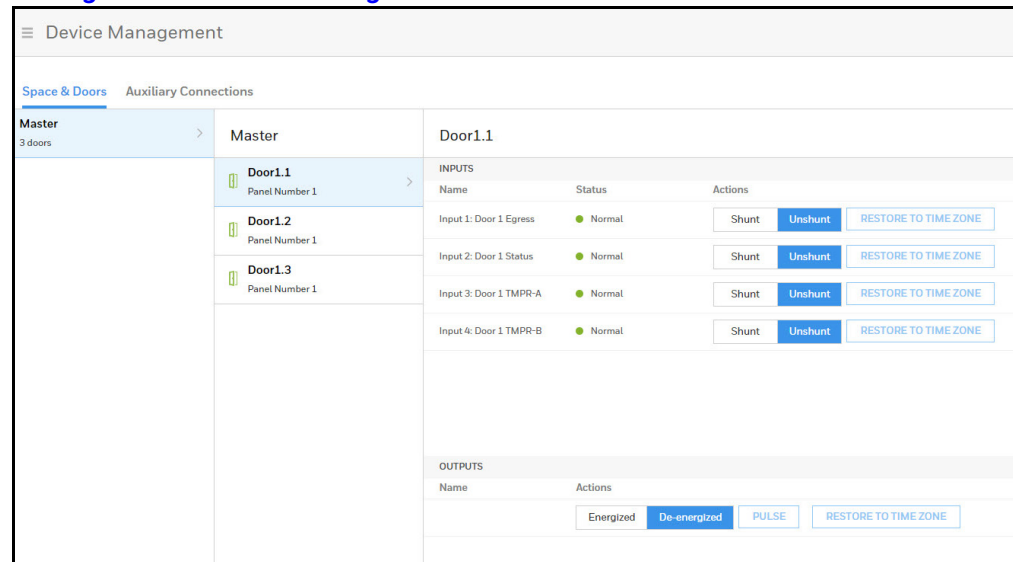 Device Management
Space & Doors Auxiliary Connections
Master
3 doors
Master
Door1.1
Panel Number 1
Door1.2
Panel Number 1
Door1.3
Panel Number 1
Door1.1
INPUTS
Name Status Actions
Input 1: Door 1 Egress Normal Shunt Unshunt RESTORE TO TIME ZONE
Input 2: Door 1 Status Normal Shunt Unshunt RESTORE TO TIME ZONE
Input 3: Door 1 TMPR-A Normal Shunt Unshunt RESTORE TO TIME ZONE
Input 4: Door 1 TMPR-B Normal Shunt Unshunt RESTORE TO TIME ZONE
OUTPUTS
Name Actions
Energized De-energized PULSE RESTORE TO TIME ZONE